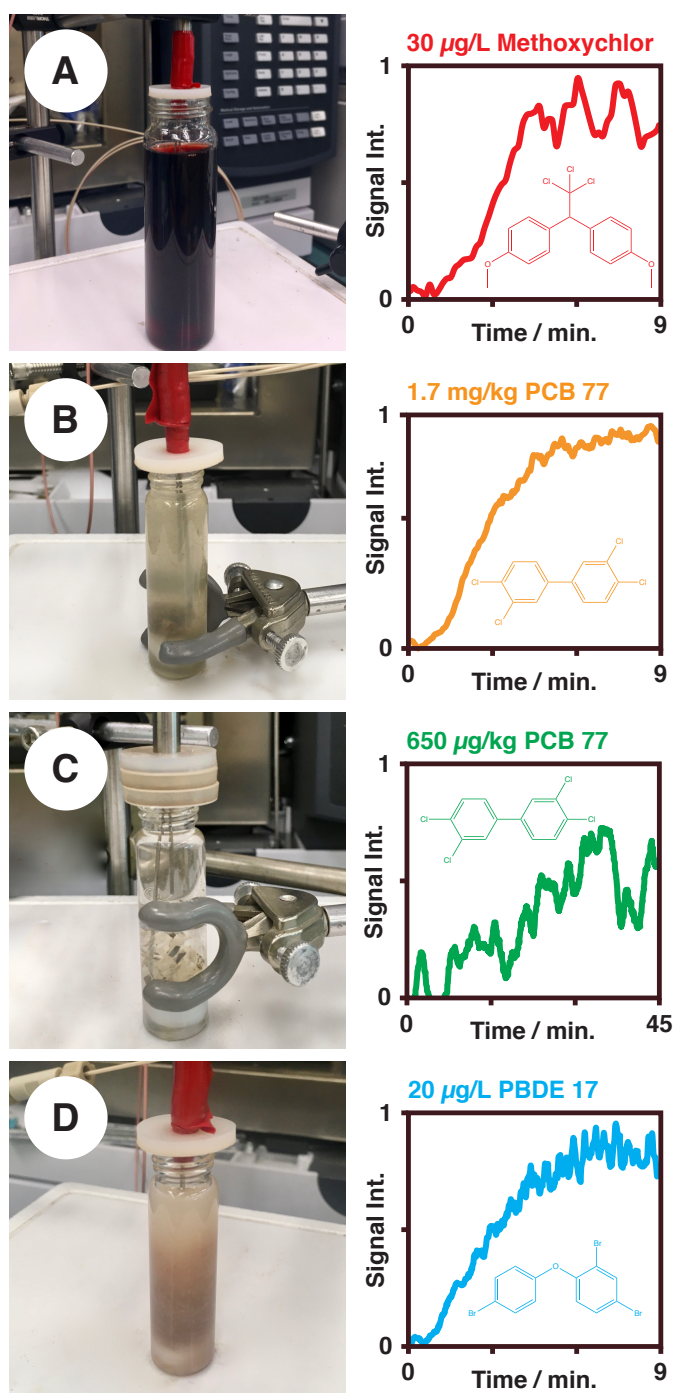 A
30 µg/L Methoxychlor
1
Signal Int.
Cl
Cl
Cl
O
O
0
0
9
Time / min.
B
1.7 mg/kg PCB 77
1
Signal Int.
Cl
Cl
Cl
Cl
0
0
9
Time / min.
C
650 µg/kg PCB 77
1
Signal Int.
Cl
Cl
Cl
Cl
0
0
45
Time / min.
D
20 µg/L PBDE 17
1
Signal Int.
Br
O
Br
Br
0
0
9
Time / min.